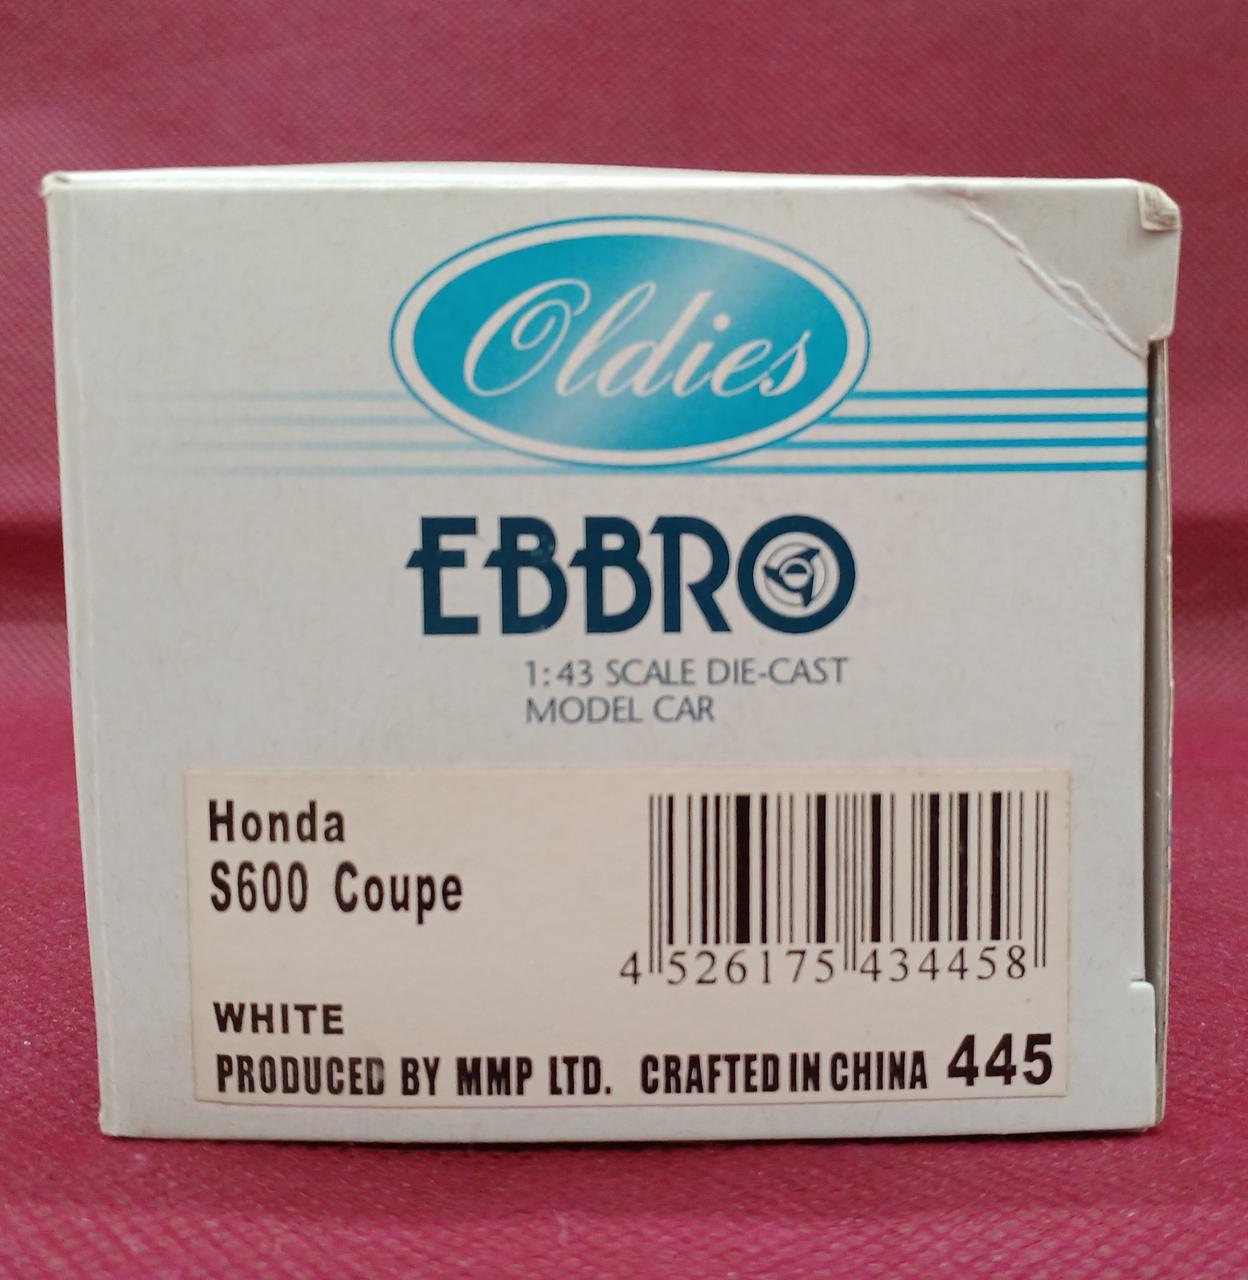 Oldies
EBBRO
1:43 SCALE DIE-CAST
MODEL CAR
Honda
S600 Coupe
4 526175 434458
WHITE
PRODUCED BY MMP LTD. CRAFTED IN CHINA 445